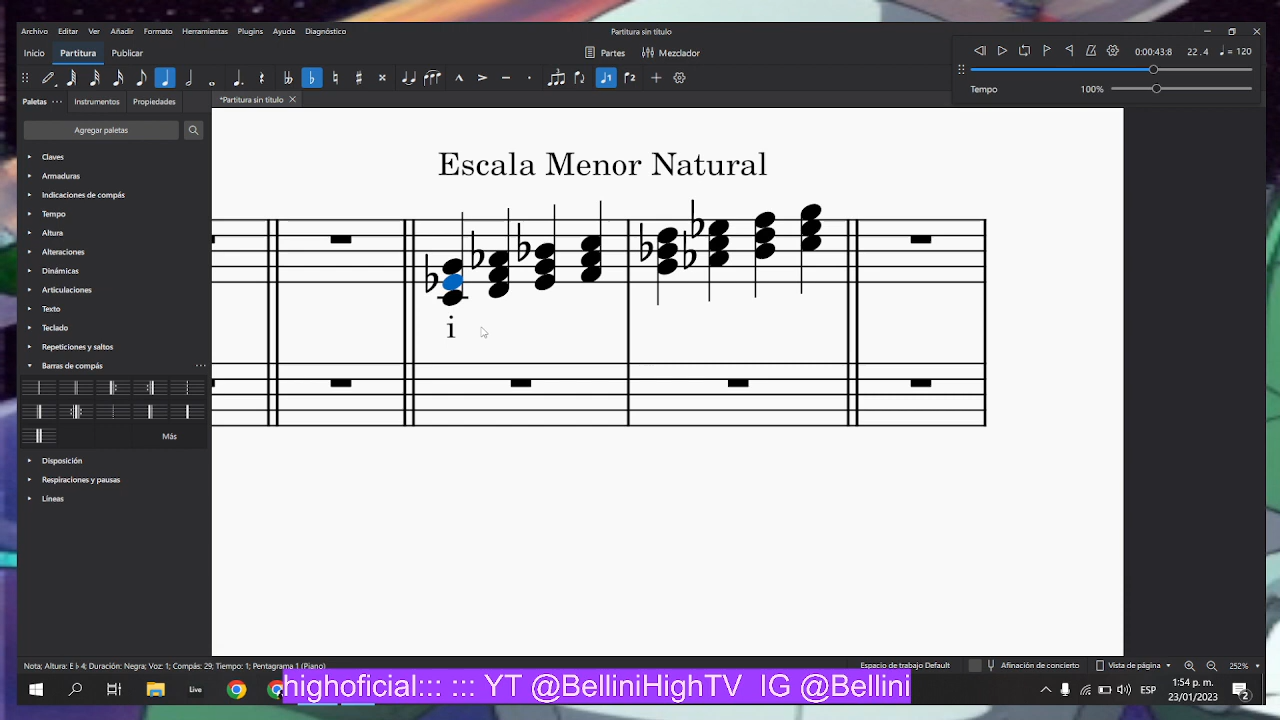 Archivo Editar Ver Añadir Formato Herramientas Plugins Ayuda Diagnóstico Partitura sin título
Inicio Partitura Publicar Partes Mezclador 0:00:43:8 22 . 4 = 120
Tempo 100%
Paletas Instrumentos Propiedades *Partitura sin título
Agregar paletas
Claves
Armaduras
Indicaciones de compás
Tempo
Altura
Alteraciones
Dinámicas
Articulaciones
Texto
Teclado
Repeticiones y saltos
Barras de compás
Más
Disposición
Respiraciones y pausas
Líneas
Escala Menor Natural
i
Nota; Altura: E♭4; Duración: Negra; Voz: 1; Compás: 29; Tiempo: 1; Pentagrama 1 (Piano) Espacio de trabajo Default Afinación de concierto Vista de página 250%
Live ESP 1:54 p. m.
23/01/2023 2
highoficial::: ::: YT @BelliniHighTV IG @Bellini